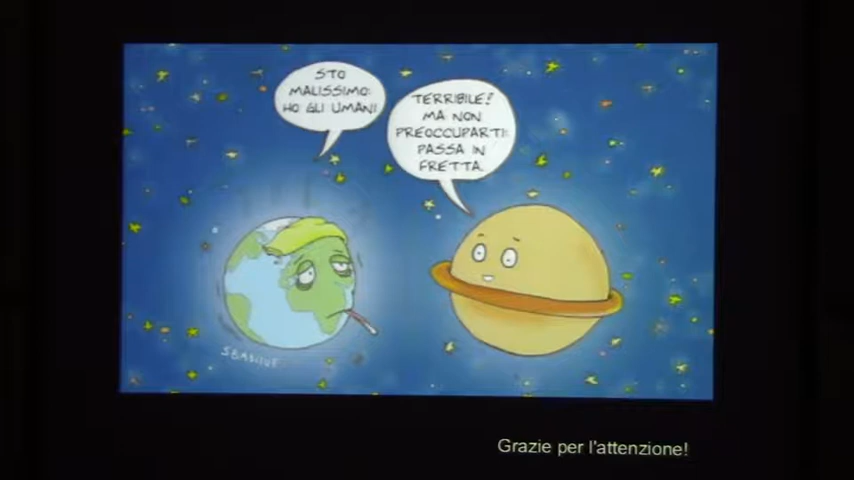 STO
MALISSIMO:
HO GLI UMANI
TERRIBILE!
MA NON
PREOCCUPARTI:
PASSA IN
FRETTA.
Grazie per l'attenzione!